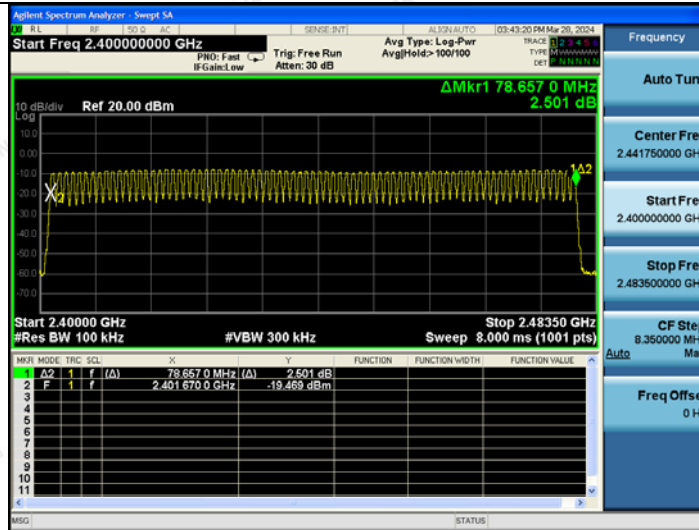 Agilent Spectrum Analyzer - Swept SA
RL RF 50 Ω AC SENSE:INT ALIGN AUTO 03:43:20 PM Mar 28, 2024
Start Freq 2.400000000 GHz
PNO: Fast
IFGain:Low
Trig: Free Run
Atten: 30 dB
Avg Type: Log-Pwr
Avg|Hold:>100/100
TRACE 1 2 3 4 5 6
TYPE M
DET P N N N N N
ΔMkr1 78.657 0 MHz
2.501 dB
10 dB/div Ref 20.00 dBm
Log
10.0
0.00
-10.0
-20.0
-30.0
-40.0
-50.0
-60.0
-70.0
1Δ2
2
Start 2.40000 GHz Stop 2.48350 GHz
#Res BW 100 kHz #VBW 300 kHz Sweep 8.000 ms (1001 pts)
MKR MODE TRC SCL X Y FUNCTION FUNCTION WIDTH FUNCTION VALUE
1 Δ2 1 f (Δ) 78.657 0 MHz (Δ) 2.501 dB
2 F 1 f 2.401 670 0 GHz -19.469 dBm
3
4
5
6
7
8
9
10
11
MSG STATUS
Frequency
Auto Tun
Center Fre
2.441750000 GH
Start Fre
2.400000000 GH
Stop Fre
2.483500000 GH
CF Ste
8.350000 MH
Auto Ma
Freq Offse
0 H